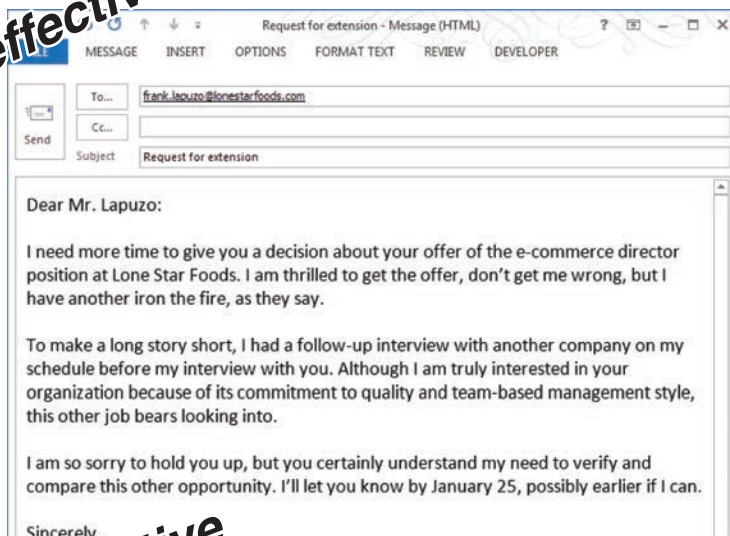 effective
Request for extension - Message (HTML)
MESSAGE INSERT OPTIONS FORMAT TEXT REVIEW DEVELOPER
To... frank.lapuzo@lonestarfoods.com
Cc...
Send
Subject Request for extension
Dear Mr. Lapuzo:
I need more time to give you a decision about your offer of the e-commerce director
position at Lone Star Foods. I am thrilled to get the offer, don't get me wrong, but I
have another iron the fire, as they say.
To make a long story short, I had a follow-up interview with another company on my
schedule before my interview with you. Although I am truly interested in your
organization because of its commitment to quality and team-based management style,
this other job bears looking into.
I am so sorry to hold you up, but you certainly understand my need to verify and
compare this other opportunity. I'll let you know by January 25, possibly earlier if I can.
Sincerely,